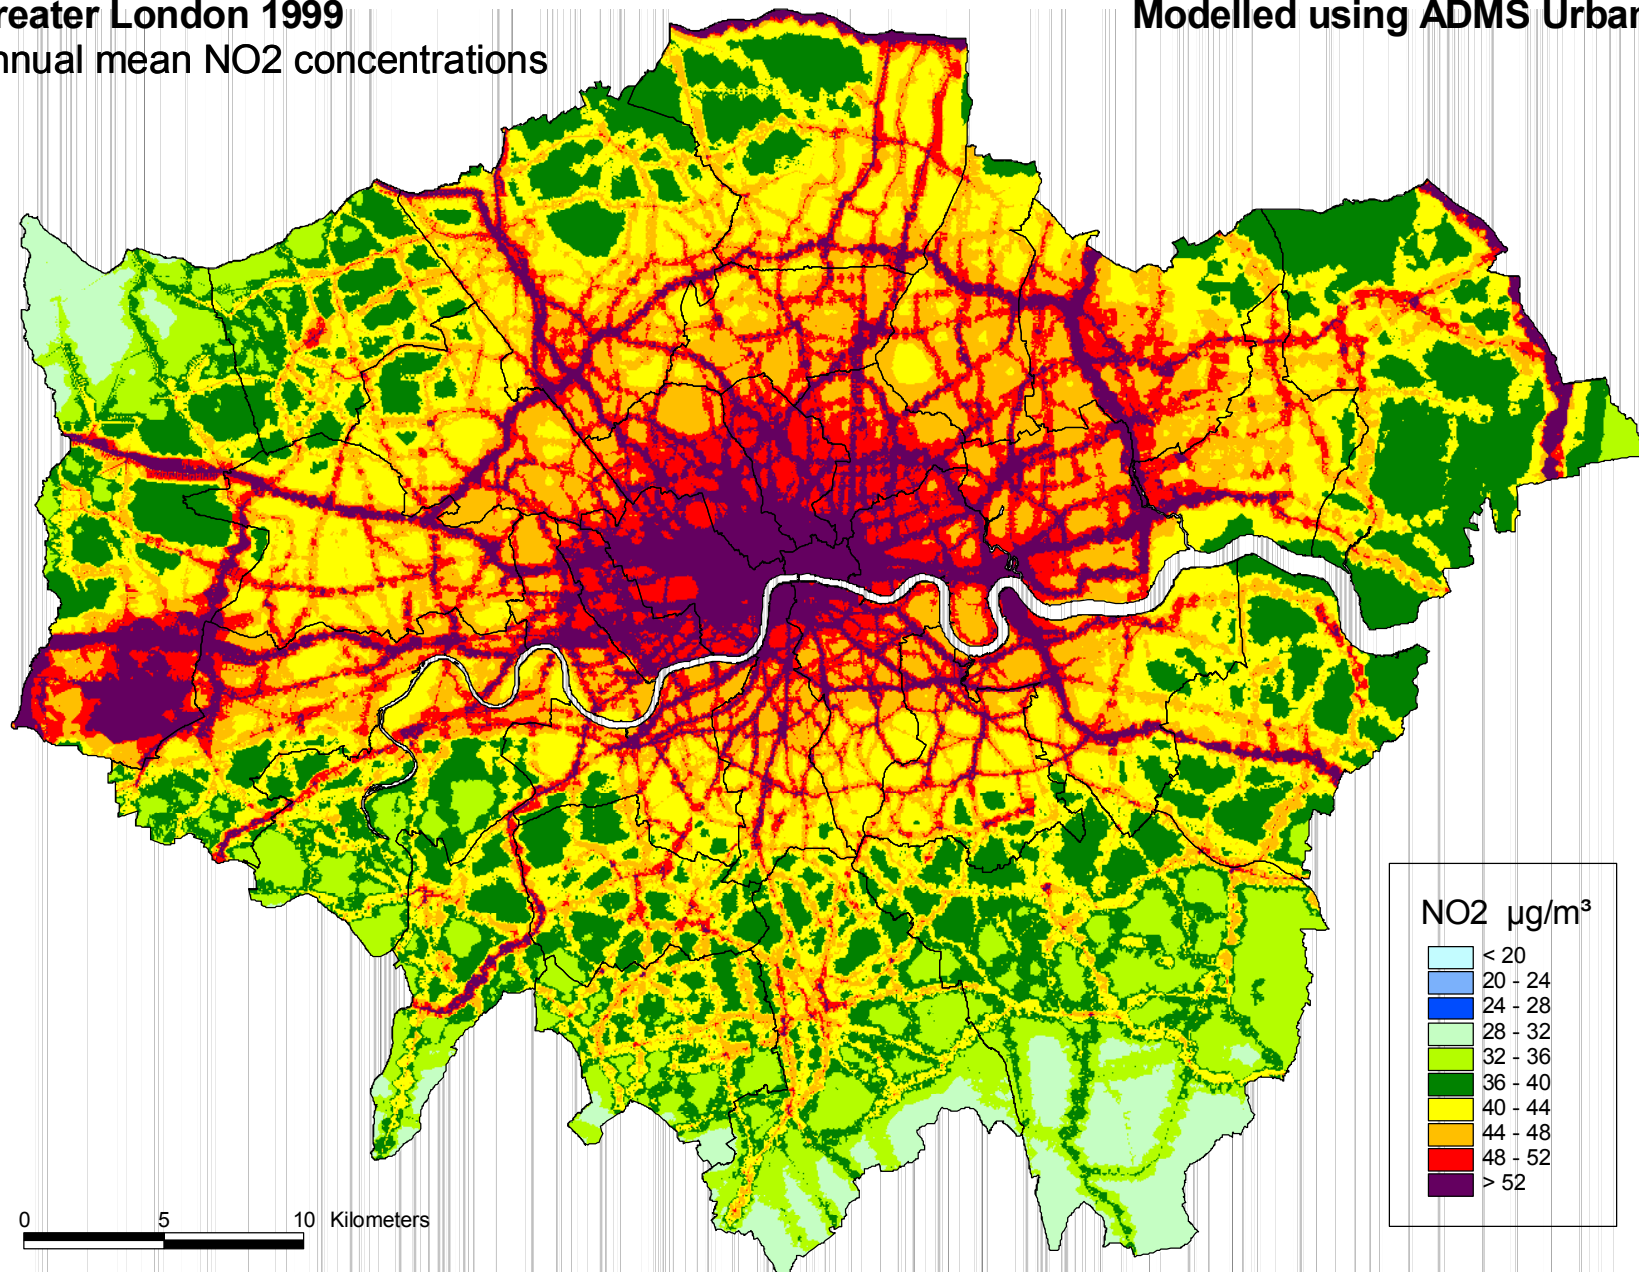 reater London 1999
nnual mean NO2 concentrations
Modelled using ADMS Urban
NO2 µg/m³
< 20
20 - 24
24 - 28
28 - 32
32 - 36
36 - 40
40 - 44
44 - 48
48 - 52
> 52
0 5 10 Kilometers